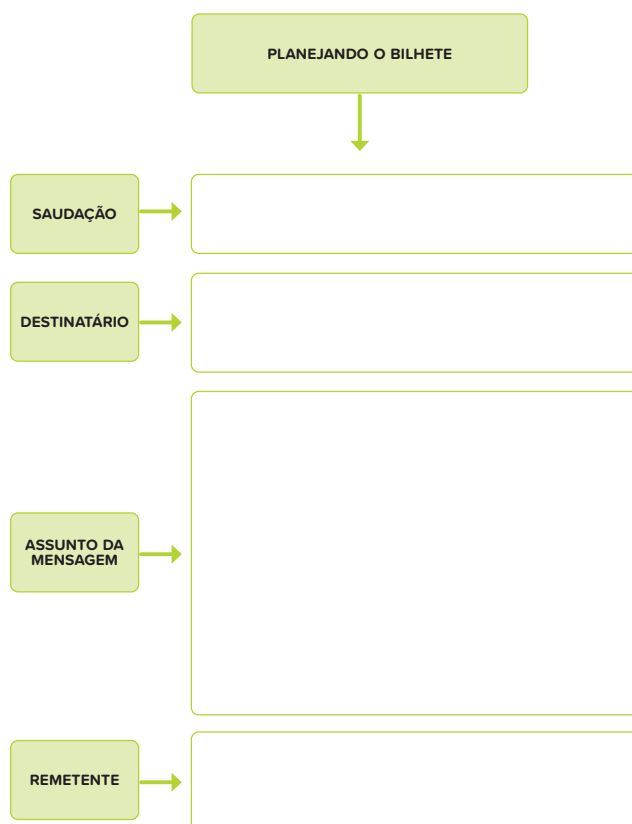 PLANEJANDO O BILHETE
SAUDAÇÃO
DESTINATÁRIO
ASSUNTO DA
MENSAGEM
REMETENTE